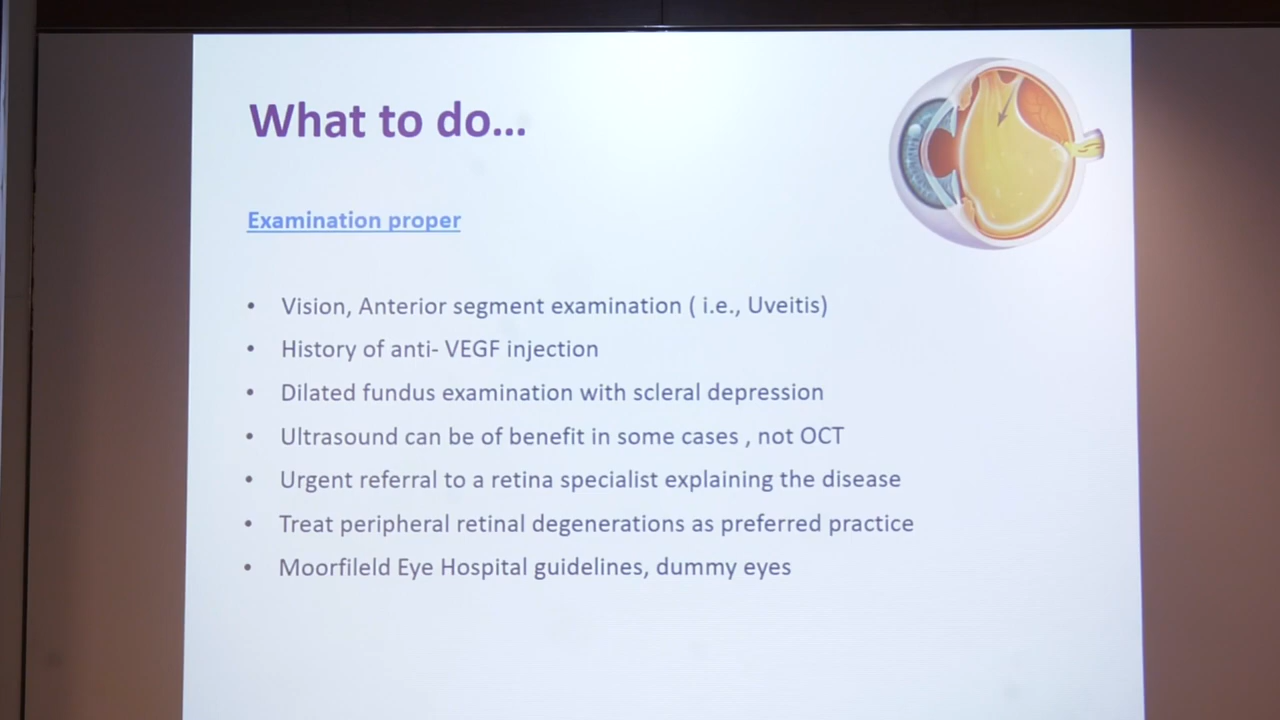 What to do...
Examination proper
• Vision, Anterior segment examination ( i.e., Uveitis)
• History of anti- VEGF injection
• Dilated fundus examination with scleral depression
• Ultrasound can be of benefit in some cases , not OCT
• Urgent referral to a retina specialist explaining the disease
• Treat peripheral retinal degenerations as preferred practice
• Moorfileld Eye Hospital guidelines, dummy eyes